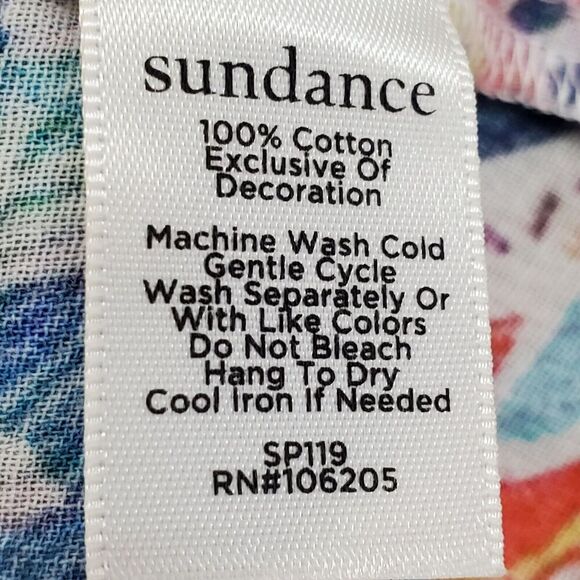 sundance
100% Cotton
Exclusive Of
Decoration
Machine Wash Cold
Gentle Cycle
Wash Separately Or
With Like Colors
Do Not Bleach
Hang To Dry
Cool Iron If Needed
SP119
RN#106205